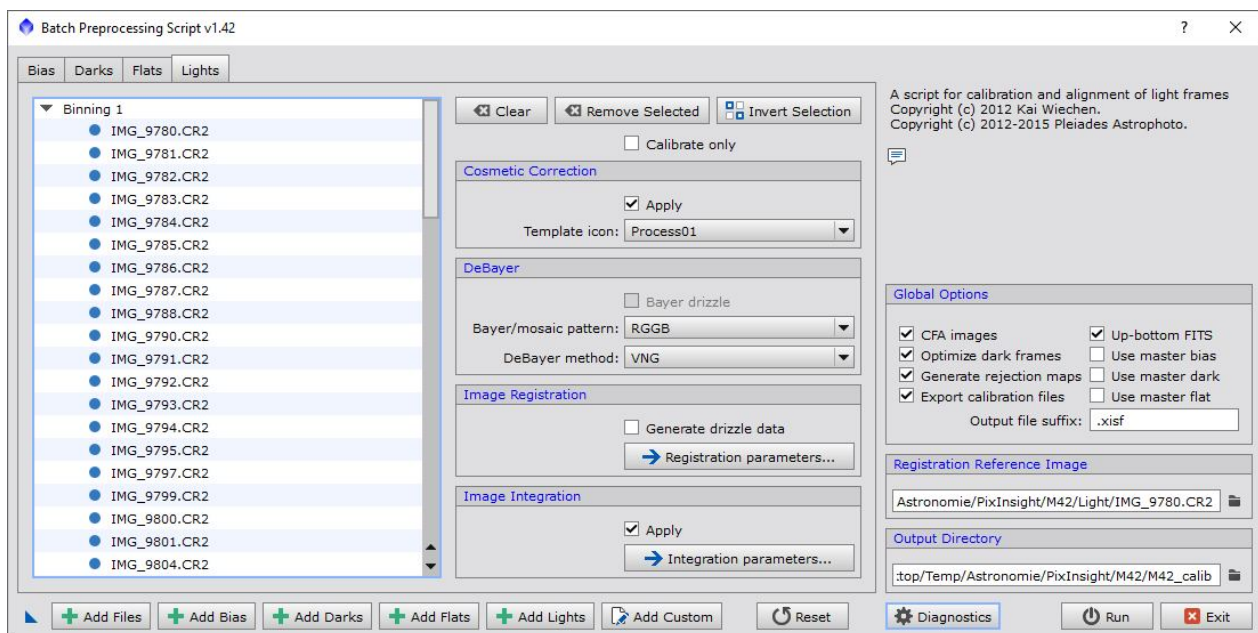 Batch Preprocessing Script v1.42
?
Bias Darks Flats Lights
Binning 1
IMG_9780.CR2
IMG_9781.CR2
IMG_9782.CR2
IMG_9783.CR2
IMG_9784.CR2
IMG_9785.CR2
IMG_9786.CR2
IMG_9787.CR2
IMG_9788.CR2
IMG_9790.CR2
IMG_9791.CR2
IMG_9792.CR2
IMG_9793.CR2
IMG_9794.CR2
IMG_9795.CR2
IMG_9797.CR2
IMG_9799.CR2
IMG_9800.CR2
IMG_9801.CR2
IMG_9804.CR2
Clear Remove Selected Invert Selection
Calibrate only
Cosmetic Correction
Apply
Template icon: Process01
DeBayer
Bayer drizzle
Bayer/mosaic pattern: RGGB
DeBayer method: VNG
Image Registration
Generate drizzle data
Registration parameters...
Image Integration
Apply
Integration parameters...
A script for calibration and alignment of light frames
Copyright (c) 2012 Kai Wiechen.
Copyright (c) 2012-2015 Pleiades Astrophoto.
Global Options
CFA images Up-bottom FITS
Optimize dark frames Use master bias
Generate rejection maps Use master dark
Export calibration files Use master flat
Output file suffix: .xisf
Registration Reference Image
Astronomie/PixInsight/M42/Light/IMG_9780.CR2
Output Directory
:top/Temp/Astronomie/PixInsight/M42/M42_calib
Add Files Add Bias Add Darks Add Flats Add Lights Add Custom Reset Diagnostics Run Exit